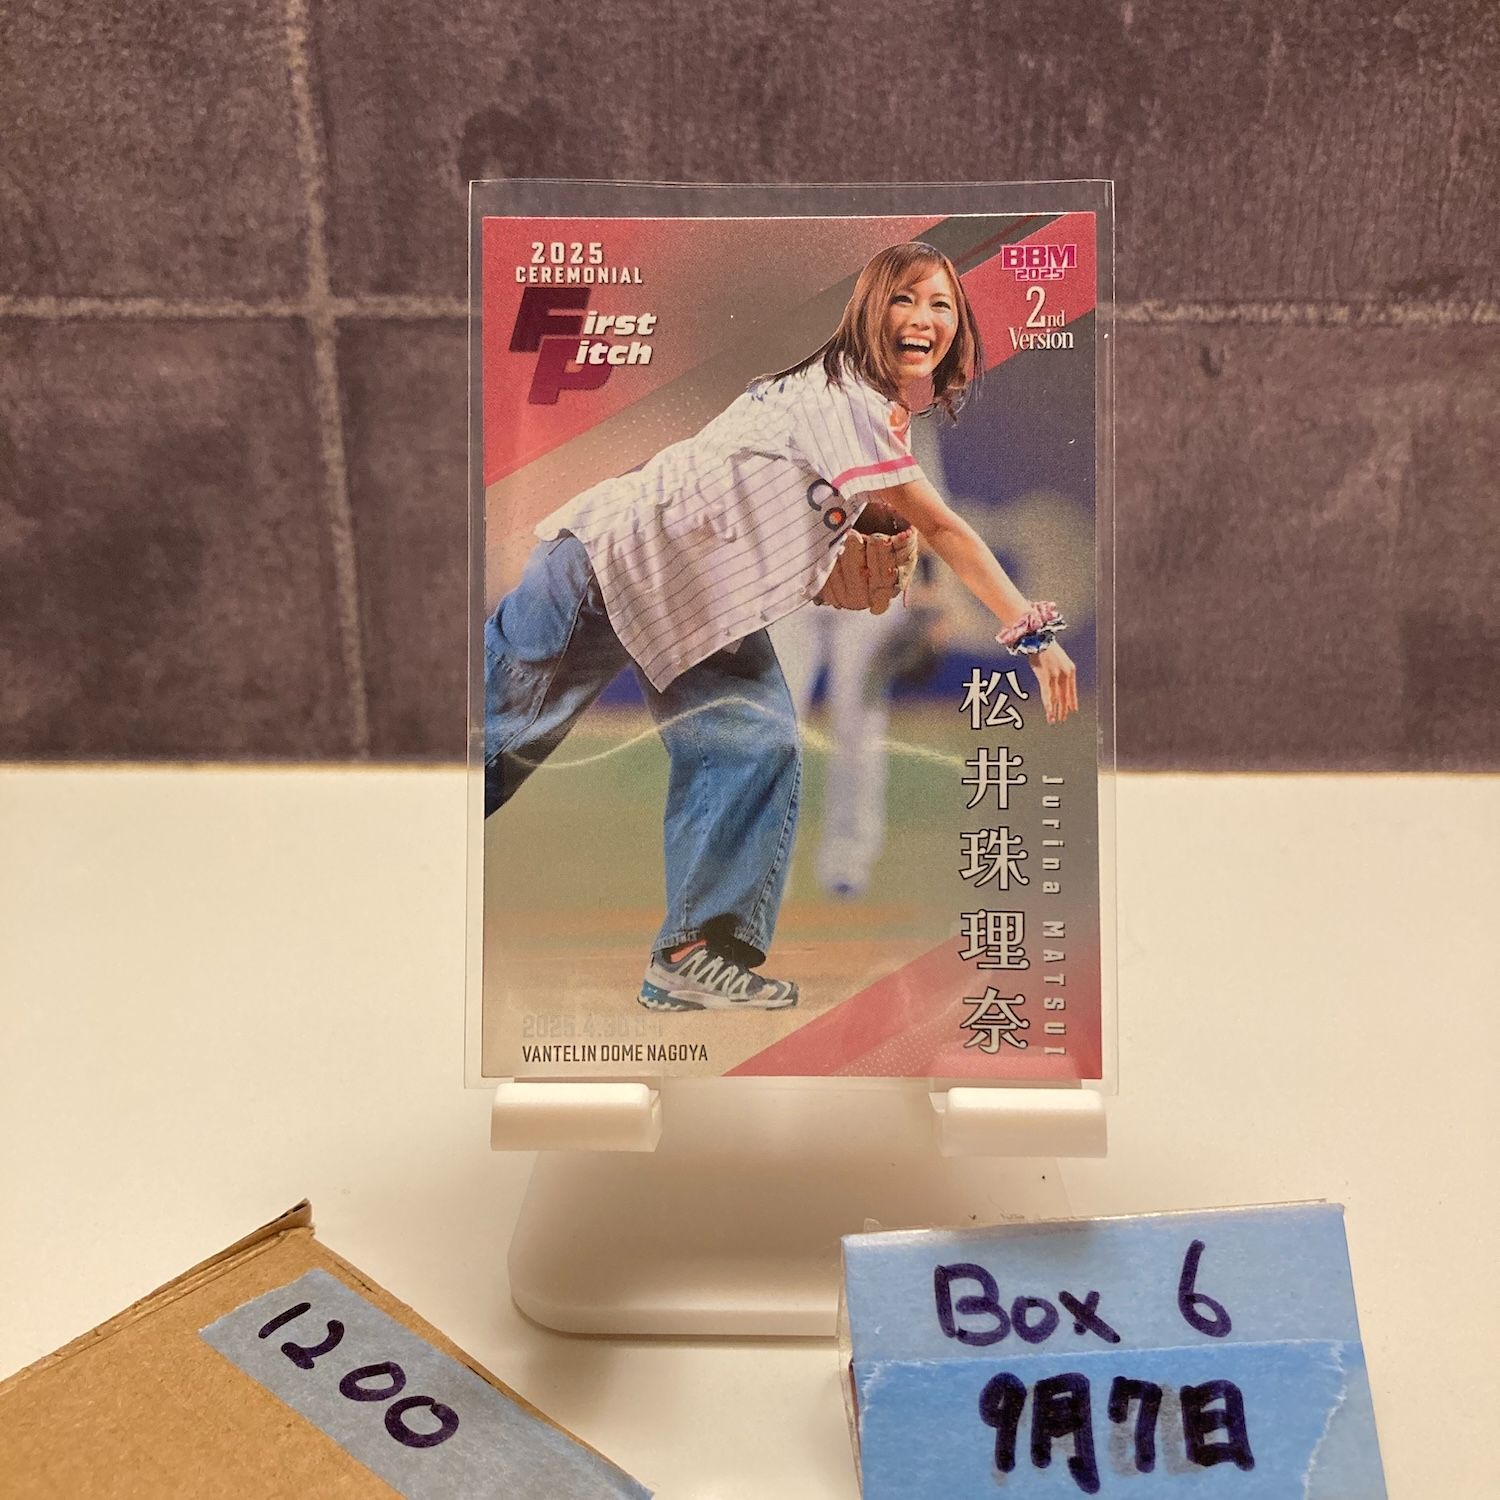 2025
CEREMONIAL
First
Pitch
BBM
2025
2nd
Version
松井珠理奈
Jurina MATSUI
VANTELIN DOME NAGOYA
1200
Box 6
9月7日